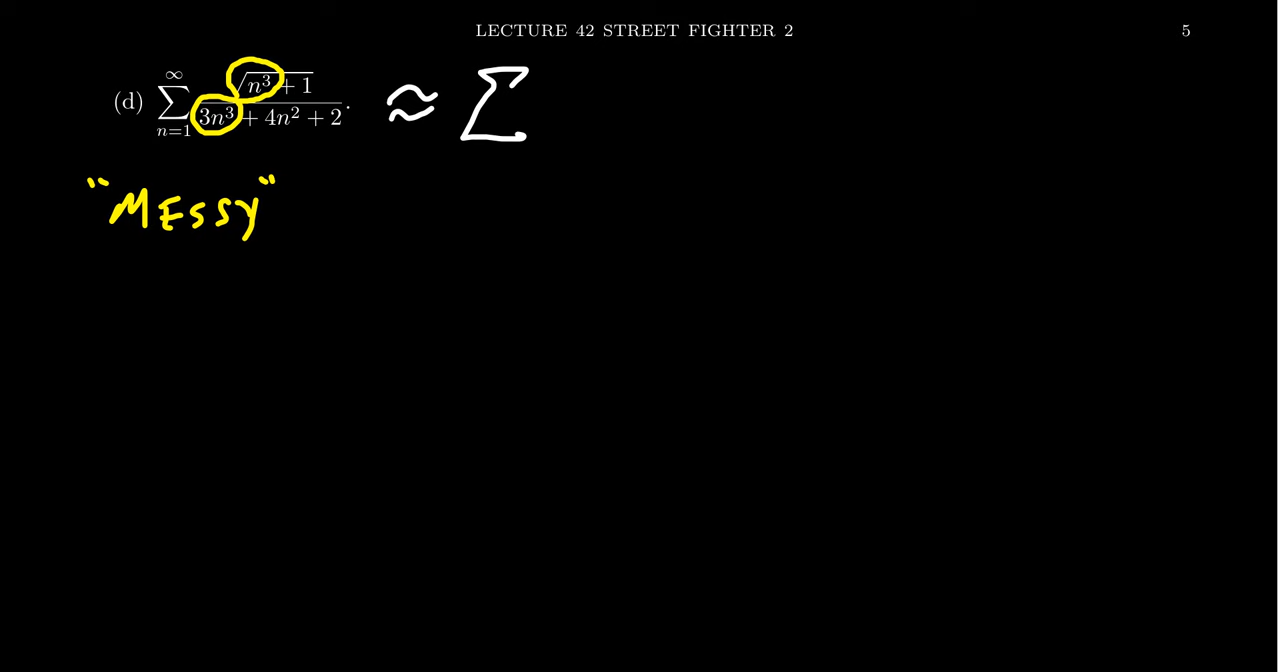 LECTURE 42 STREET FIGHTER 2 5
(d) ∑_{n=1}^{∞} √(n³ + 1) / (3n³ + 4n² + 2). ≈ ∑
"MESSY"